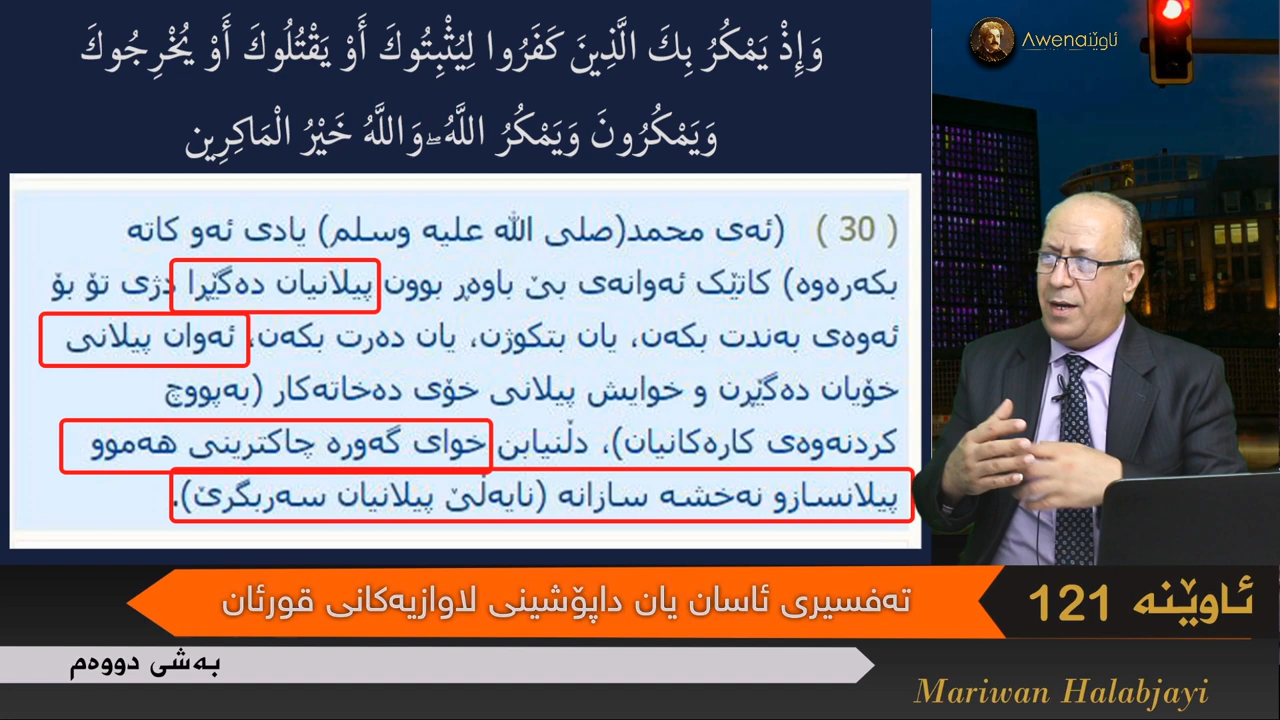 وَإِذْ يَمْكُرُ بِكَ الَّذِينَ كَفَرُوا لِيُثْبِتُوكَ أَوْ يَقْتُلُوكَ أَوْ يُخْرِجُوكَ
وَيَمْكُرُونَ وَيَمْكُرُ اللَّهُ ۖ وَاللَّهُ خَيْرُ الْمَاكِرِين
( 30 ) (ئەی محمد(صلى الله عليه وسلم) یادی ئەو کاتە
بکەرەوە) کاتێک ئەوانەی بێ باوەڕ بوون پیلانیان دەگێڕا دژی تۆ بۆ
ئەوەی بەندت بکەن، یان بتکوژن، یان دەرت بکەن، ئەوان پیلانی
خۆیان دەگێڕن و خوایش پیلانی خۆی دەخاتەکار (بەپووچ
کردنەوەی کارەکانیان)، دڵنیابن خوای گەورە چاکترینی هەموو
پیلانسازو نەخشە سازانە (نایەڵێ پیلانیان سەربگرێ).
Awenaئاوێنە
ئاوێنە 121
تەفسیری ئاسان یان داپۆشینی لاوازیەکانی قورئان
بەشی دووەم
Mariwan Halabjayi